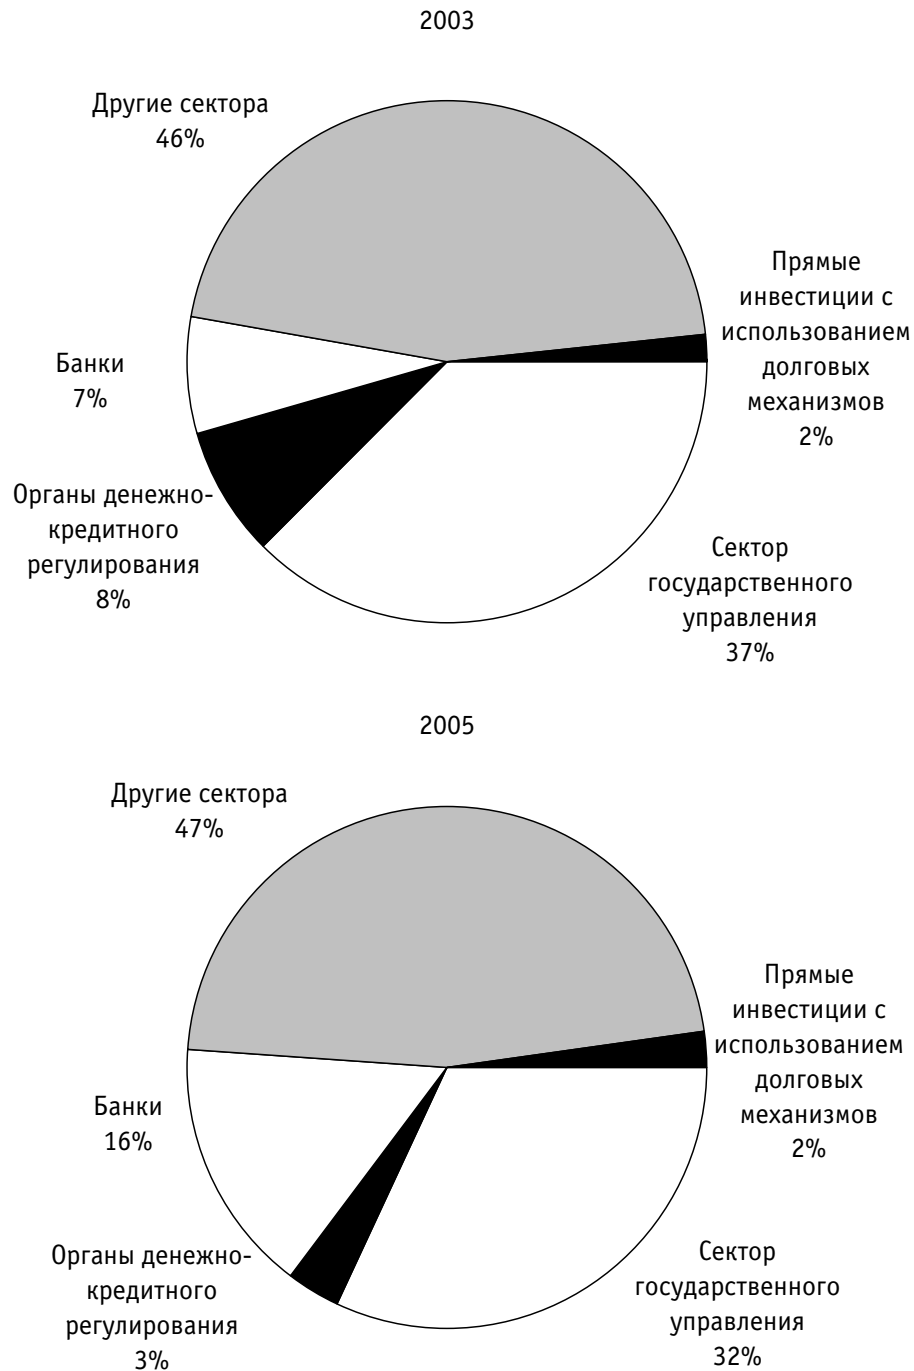 2003
Другие сектора
46%
Прямые
инвестиции с
использованием
долговых
механизмов
2%
Банки
7%
Органы денежно-
кредитного
регулирования
8%
Сектор
государственного
управления
37%
2005
Другие сектора
47%
Прямые
инвестиции с
использованием
долговых
механизмов
2%
Банки
16%
Органы денежно-
кредитного
регулирования
3%
Сектор
государственного
управления
32%